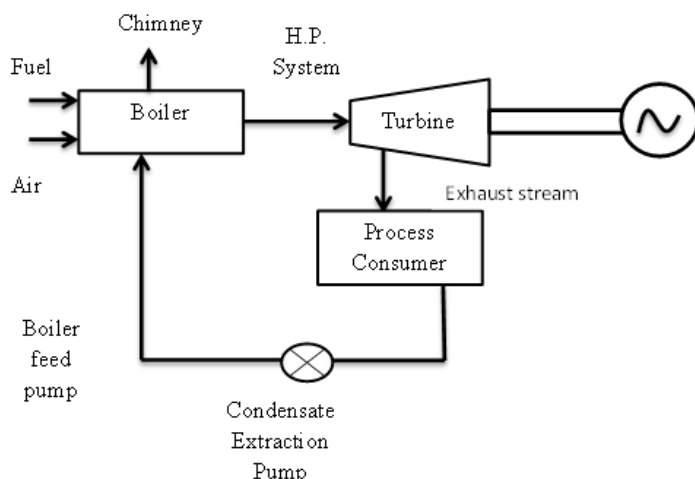 Chimney
H.P.
System
Fuel
Boiler
Turbine
Air
Exhaust stream
Process
Consumer
Boiler
feed
pump
Condensate
Extraction
Pump